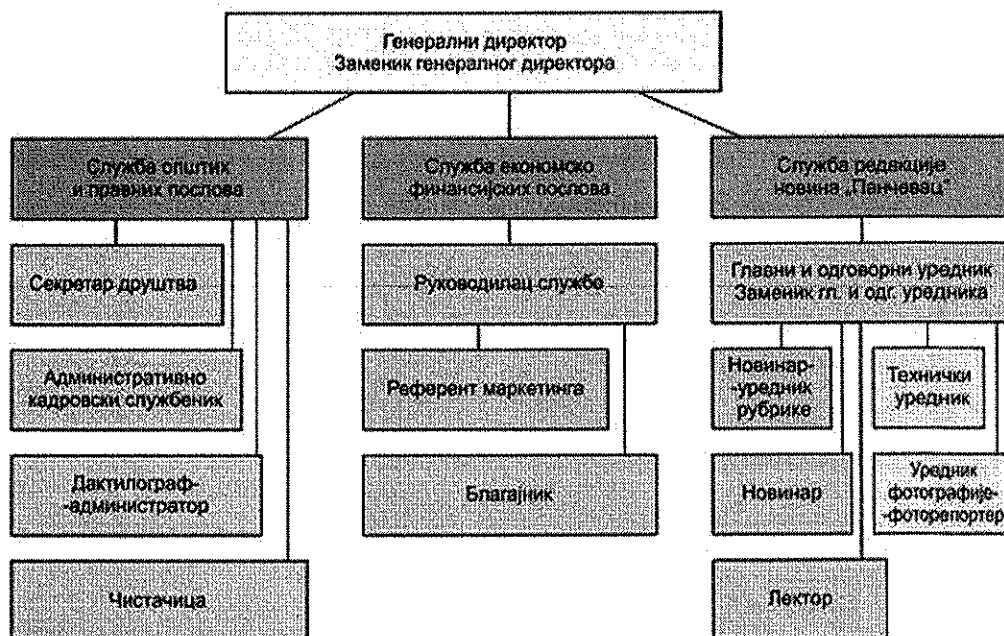 Генерални директор
Заменик генералног директора
Служба општих
и правних послова
Служба економско
финансијских послова
Служба редакције
новина „Панчевац“
Секретар друштва
Руководилац службе
Главни и одговорни уредник
Заменик гл. и одг. уредника
Административно
кадровски службеник
Референт маркетинга
Новинар-
-уредник
рубрике
Технички
уредник
Дактилограф-
-администратор
Благајник
Новинар
Уредник
фотографије-
-фоторепортер
Чистачица
Лектор